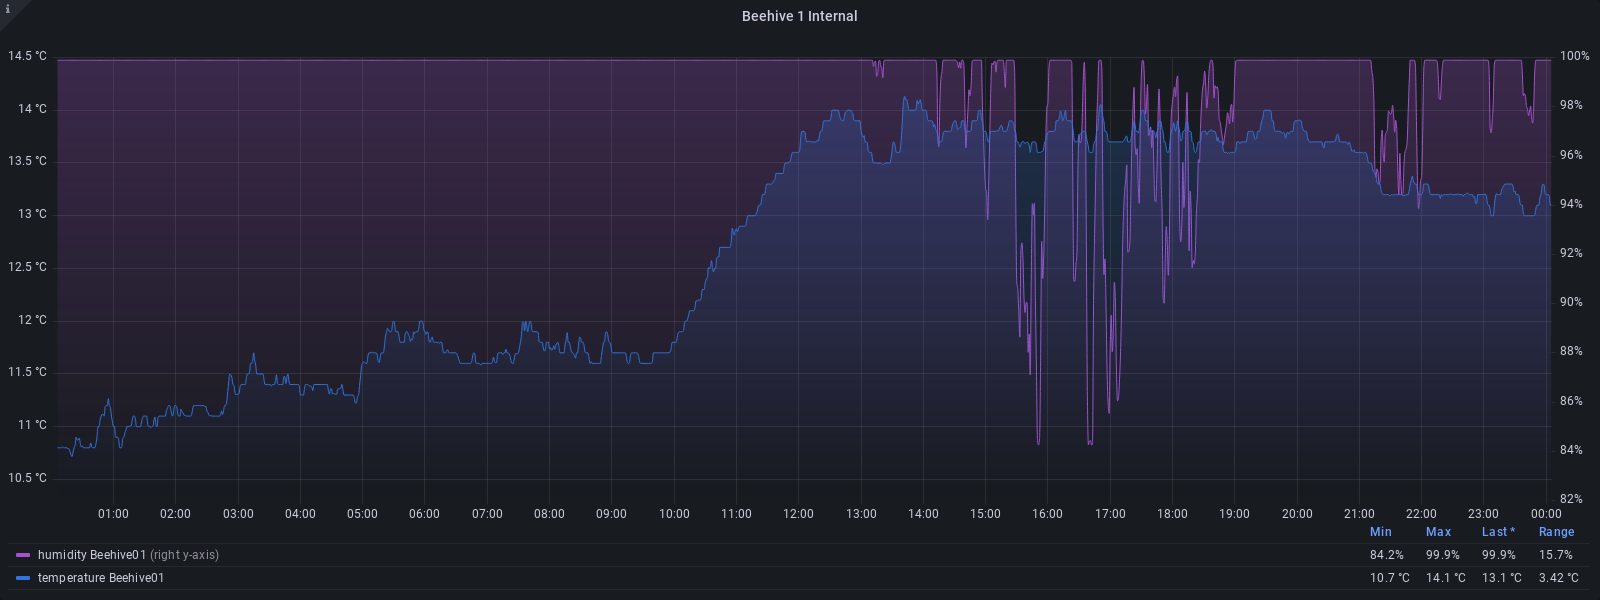 i
Beehive 1 Internal
14.5 °C 100%
14 °C 98%
13.5 °C 96%
13 °C 94%
12.5 °C 92%
12 °C 90%
11.5 °C 88%
11 °C 86%
10.5 °C 84%
82%
01:00 02:00 03:00 04:00 05:00 06:00 07:00 08:00 09:00 10:00 11:00 12:00 13:00 14:00 15:00 16:00 17:00 18:00 19:00 20:00 21:00 22:00 23:00 00:00
Min Max Last * Range
humidity Beehive01 (right y-axis) 84.2% 99.9% 99.9% 15.7%
temperature Beehive01 10.7 °C 14.1 °C 13.1 °C 3.42 °C